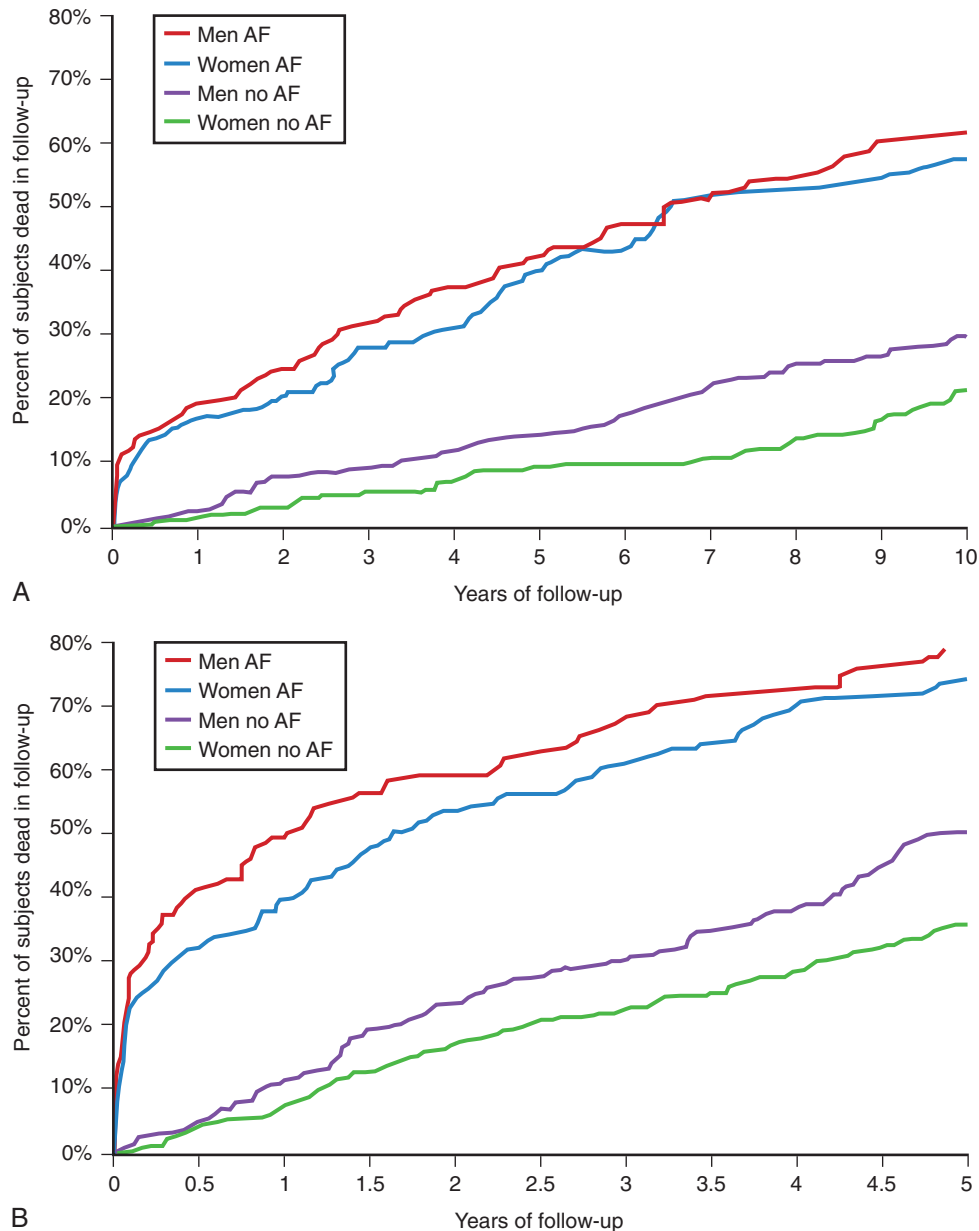 80%
70%
60%
50%
40%
30%
20%
10%
0%
Percent of subjects dead in follow-up
Men AF
Women AF
Men no AF
Women no AF
0 1 2 3 4 5 6 7 8 9 10
Years of follow-up
A
80%
70%
60%
50%
40%
30%
20%
10%
0%
Percent of subjects dead in follow-up
Men AF
Women AF
Men no AF
Women no AF
0 0.5 1 1.5 2 2.5 3 3.5 4 4.5 5
Years of follow-up
B